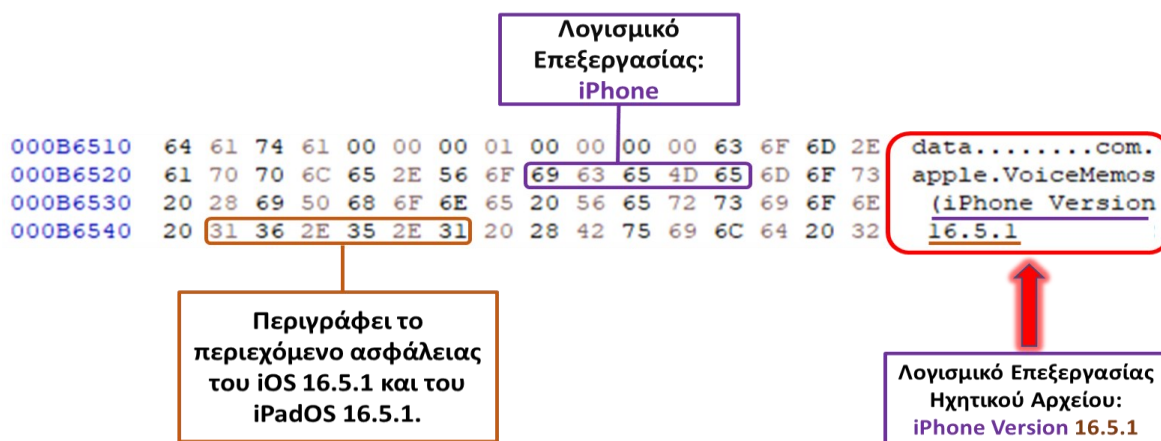 Λογισμικό
Επεξεργασίας:
iPhone
000B6510 64 61 74 61 00 00 00 01 00 00 00 00 63 6F 6D 2E data........com.
000B6520 61 70 70 6C 65 2E 56 6F 69 63 65 4D 65 6D 6F 73 apple.VoiceMemos
000B6530 20 28 69 50 68 6F 6E 65 20 56 65 72 73 69 6F 6E (iPhone Version
000B6540 20 31 36 2E 35 2E 31 20 28 42 75 69 6C 64 20 32 16.5.1
Περιγράφει το
περιεχόμενο ασφάλειας
του iOS 16.5.1 και του
iPadOS 16.5.1.
Λογισμικό Επεξεργασίας
Ηχητικού Αρχείου:
iPhone Version 16.5.1